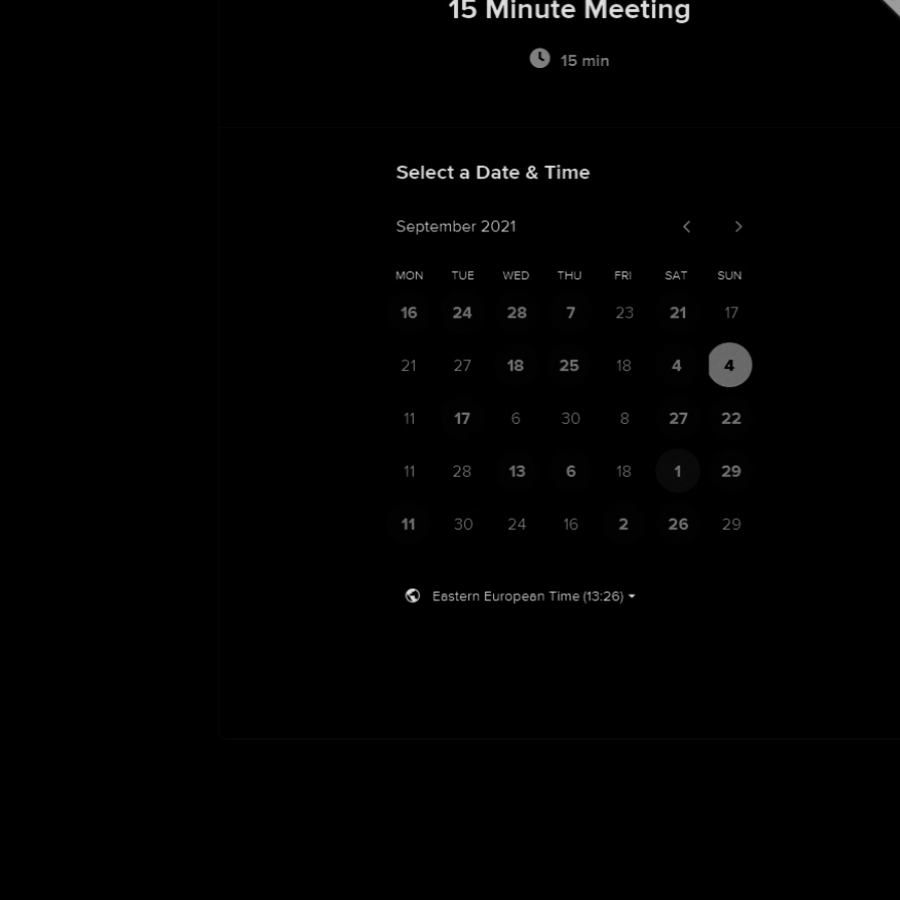 15 Minute Meeting
15 min
Select a Date & Time
September 2021
MON TUE WED THU FRI SAT SUN
16 24 28 7 23 21 17
21 27 18 25 18 4 4
11 17 6 30 8 27 22
11 28 13 6 18 1 29
11 30 24 16 2 26 29
Eastern European Time (13:26)